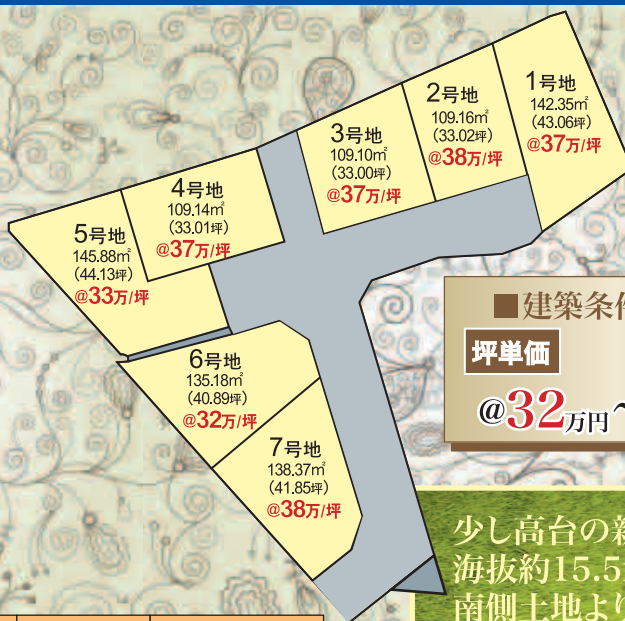 1号地
142.35㎡
(43.06坪)
@37万/坪
2号地
109.16㎡
(33.02坪)
@38万/坪
3号地
109.10㎡
(33.00坪)
@37万/坪
4号地
109.14㎡
(33.01坪)
@37万/坪
5号地
145.88㎡
(44.13坪)
@33万/坪
6号地
135.18㎡
(40.89坪)
@32万/坪
7号地
138.37㎡
(41.85坪)
@38万/坪
■建築条件
坪単価
@32万円〜
少し高台の新
海抜約15.5
南側土地より